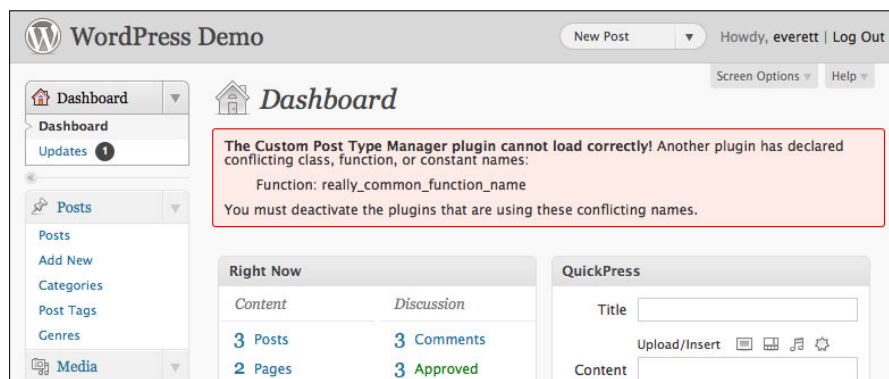 WordPress Demo
New Post
Howdy, everett | Log Out
Screen Options
Help
Dashboard
Dashboard
Updates 1
Posts
Posts
Add New
Categories
Post Tags
Genres
Media
Dashboard
The Custom Post Type Manager plugin cannot load correctly! Another plugin has declared
conflicting class, function, or constant names:
Function: really_common_function_name
You must deactivate the plugins that are using these conflicting names.
Right Now
Content
Discussion
3 Posts
3 Comments
2 Pages
3 Approved
QuickPress
Title
Upload/Insert
Content